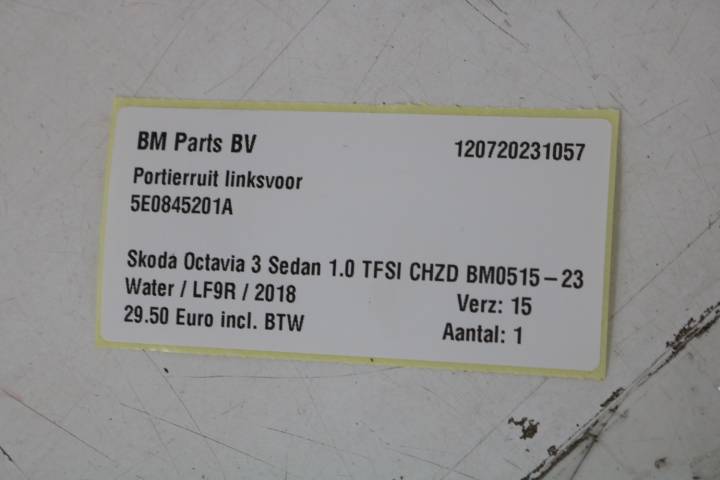 BM Parts BV 120720231057
Portierruit linksvoor
5E0845201A
Skoda Octavia 3 Sedan 1.0 TFSI CHZD BM0515-23
Water / LF9R / 2018 Verz: 15
29.50 Euro incl. BTW Aantal: 1